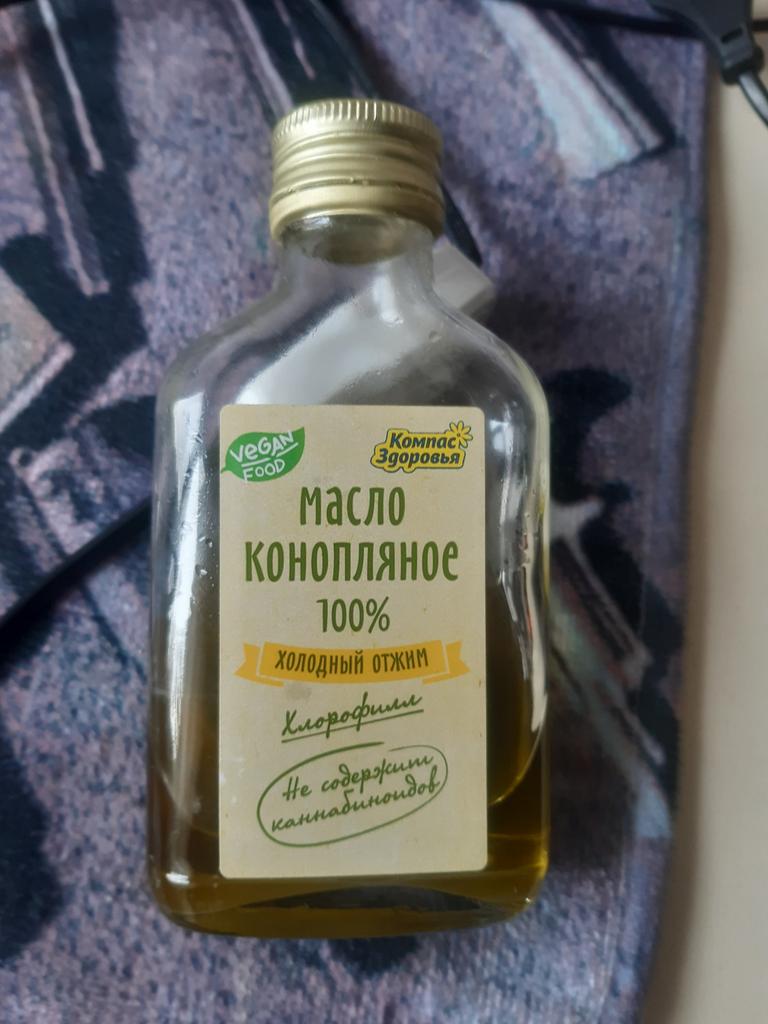 VEGAN
FOOD
Компас
Здоровья
масло
конопляное
100%
холодный отжим
Хлорофилл
Не содержит
каннабиноидов